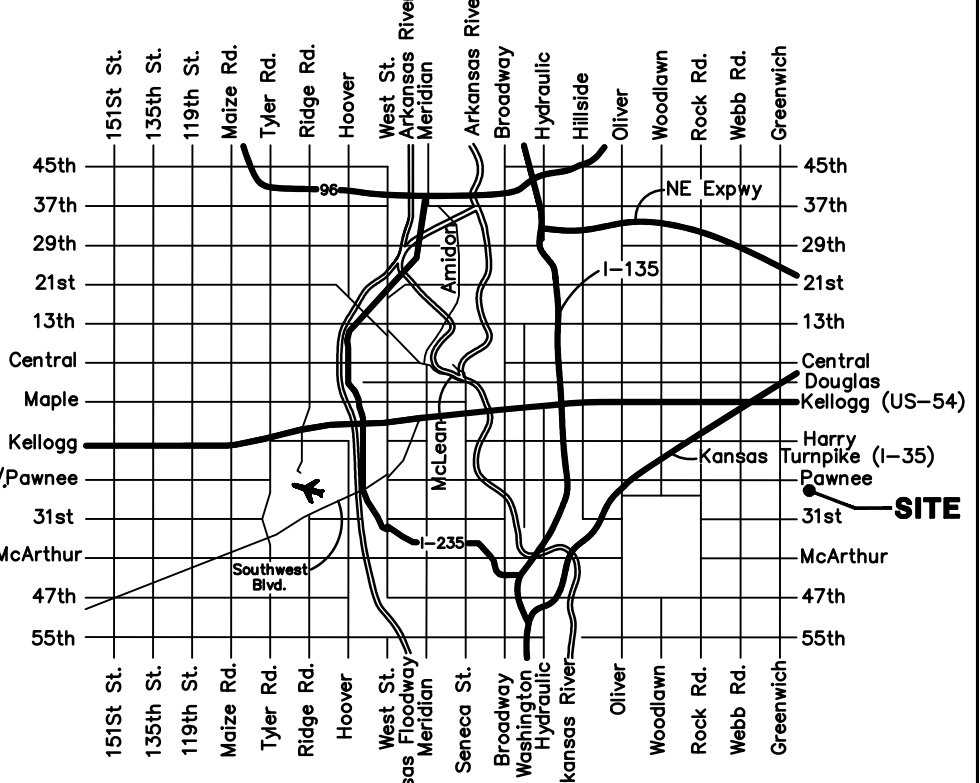 151St St.
135th St.
119th St.
Maize Rd.
Tyler Rd.
Ridge Rd.
Hoover
West St.
Arkansas River
Meridian
Arkansas River
Broadway
Hydraulic
Hillside
Oliver
Woodlawn
Rock Rd.
Webb Rd.
Greenwich
45th
45th
96
NE Expwy
37th
37th
29th
29th
Amidon
I-135
21st
21st
13th
13th
Central
Central
Douglas
Maple
Kellogg (US-54)
Kellogg
Harry
McLean
Kansas Turnpike (I-35)
/Pawnee
Pawnee
SITE
31st
31st
I-235
McArthur
McArthur
Southwest
Blvd.
47th
47th
55th
55th
151St St.
135th St.
119th St.
Maize Rd.
Tyler Rd.
Ridge Rd.
Hoover
West St.
sas Floodway
Meridian
Seneca St.
Broadway
Washington
Hydraulic
kansas River
Oliver
Woodlawn
Rock Rd.
Webb Rd.
Greenwich